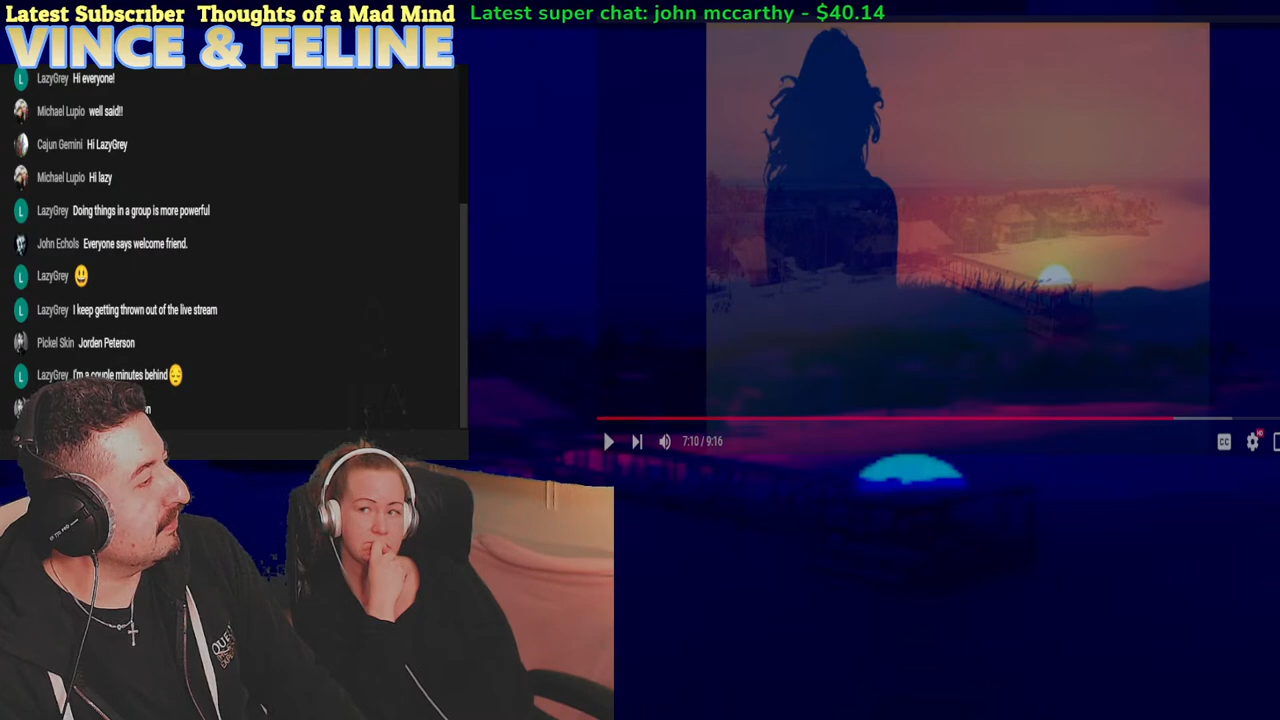 Latest Subscriber Thoughts of a Mad Mind
Latest super chat: john mccarthy - $40.14
VINCE & FELINE
L LazyGrey Hi everyone!
Michael Lupio well said!!
Cajun Gemini Hi LazyGrey
Michael Lupio Hi lazy
L LazyGrey Doing things in a group is more powerful
John Echols Everyone says welcome friend.
L LazyGrey 😃
L LazyGrey I keep getting thrown out of the live stream
Pickel Skin Jorden Peterson
L LazyGrey I'm a couple minutes behind 😔
7:10 / 9:16
CC
HD